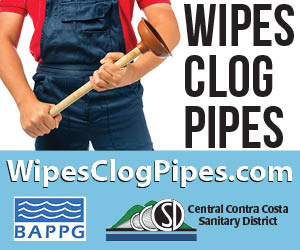 WIPES
CLOG
PIPES
WipesClogPipes.com
BAPPG
CSD
Central Contra Costa
Sanitary District